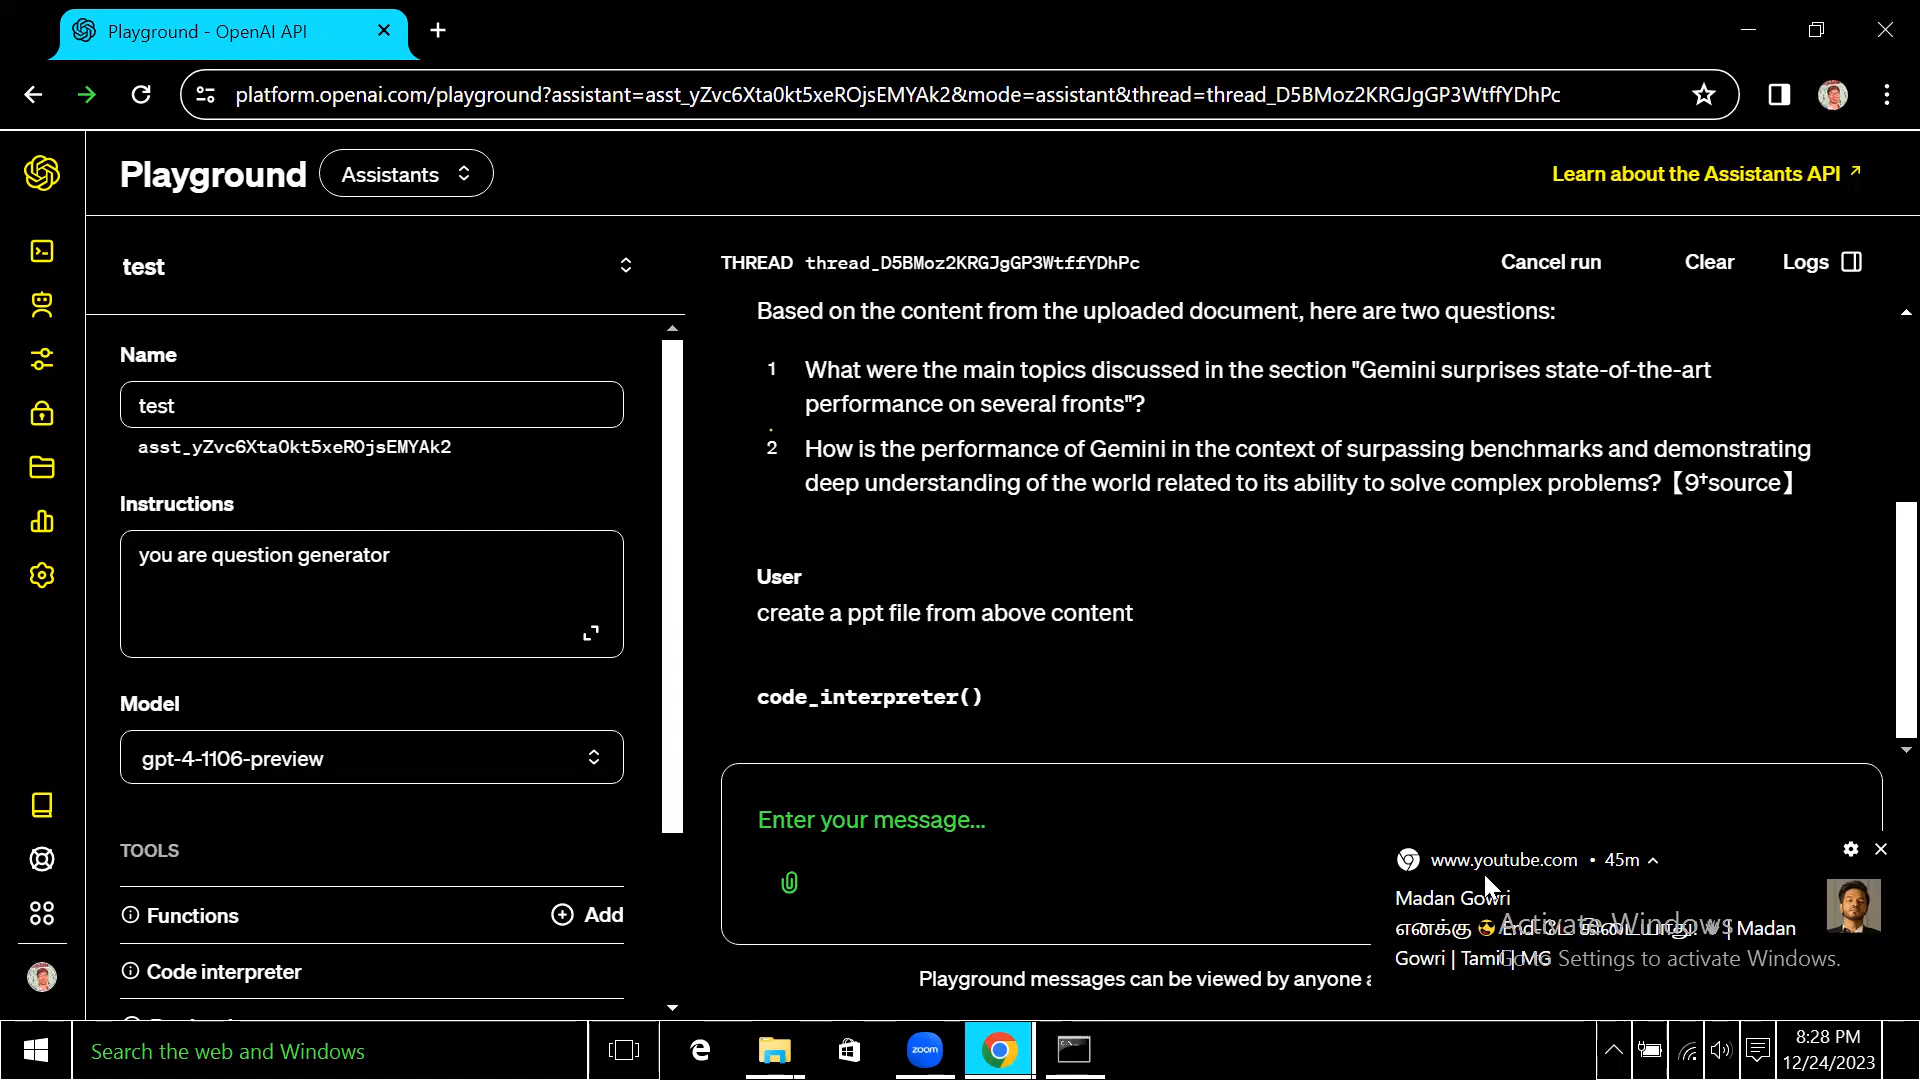 Playground - OpenAI API
platform.openai.com/playground?assistant=asst_yZvc6Xta0kt5xeROjsEMYAk2&mode=assistant&thread=thread_D5BMoz2KRGJgGP3WtffYDhPc
Playground
Assistants
Learn about the Assistants API
test
THREAD thread_D5BMoz2KRGJgGP3WtffYDhPc
Cancel run
Clear
Logs
Name
test
asst_yZvc6Xta0kt5xeROjsEMYAk2
Instructions
you are question generator
Model
gpt-4-1106-preview
TOOLS
Functions
Add
Code interpreter
Based on the content from the uploaded document, here are two questions:
1 What were the main topics discussed in the section "Gemini surprises state-of-the-art
performance on several fronts"?
2 How is the performance of Gemini in the context of surpassing benchmarks and demonstrating
deep understanding of the world related to its ability to solve complex problems?【9†source】
User
create a ppt file from above content
code_interpreter()
Enter your message...
Playground messages can be viewed by anyone
www.youtube.com • 45m
Madan Gowri
எனக்கு 😎 End-ஏ கிடையாது! | Madan
Gowri | Tamil | MG
Activate Windows
Go to Settings to activate Windows.
Search the web and Windows
zoom
8:28 PM
12/24/2023